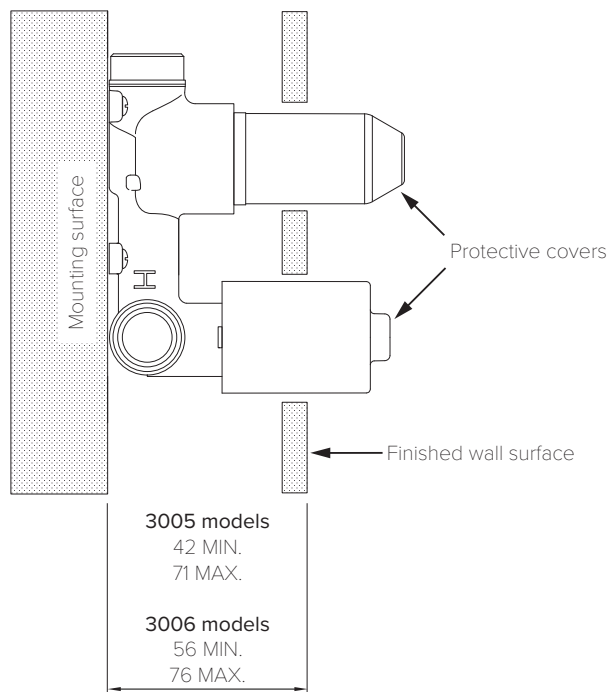 Mounting surface
H
Protective covers
Finished wall surface
3005 models
42 MIN.
71 MAX.
3006 models
56 MIN.
76 MAX.